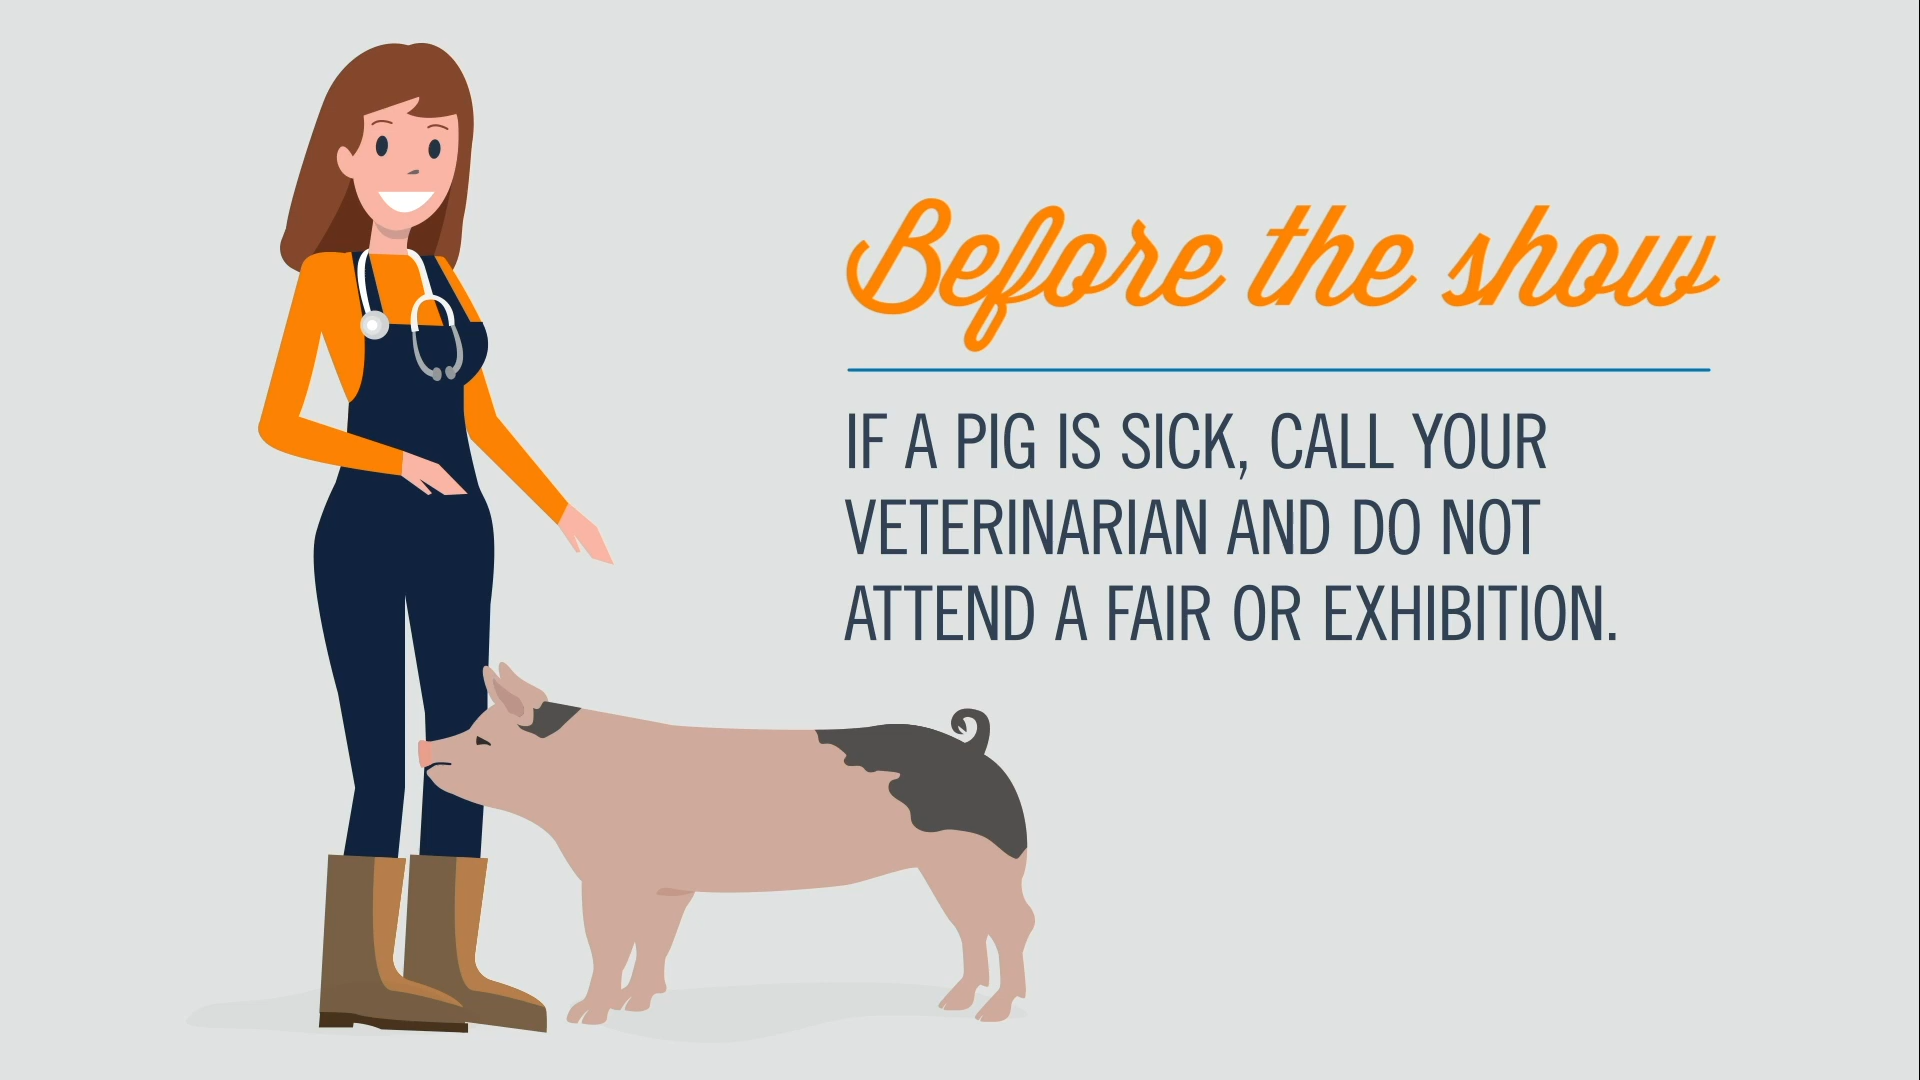 Before the show
IF A PIG IS SICK, CALL YOUR
VETERINARIAN AND DO NOT
ATTEND A FAIR OR EXHIBITION.